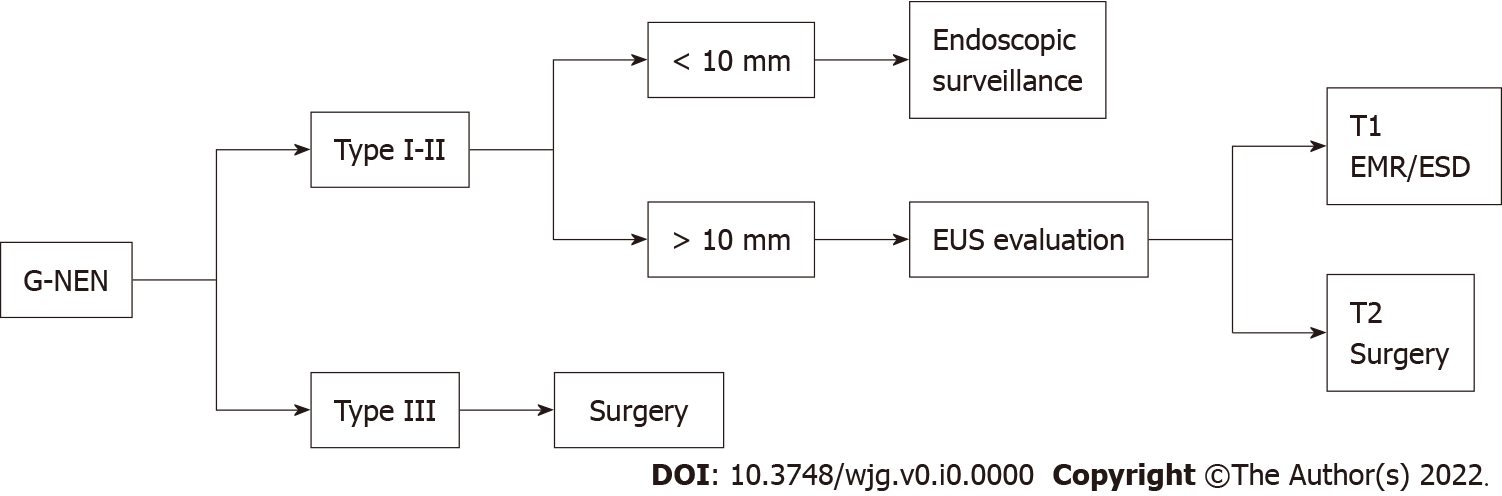 G-NEN
Type I-II
< 10 mm
Endoscopic
surveillance
> 10 mm
EUS evaluation
T1
EMR/ESD
T2
Surgery
Type III
Surgery
DOI: 10.3748/wjg.v0.i0.0000 Copyright ©The Author(s) 2022.